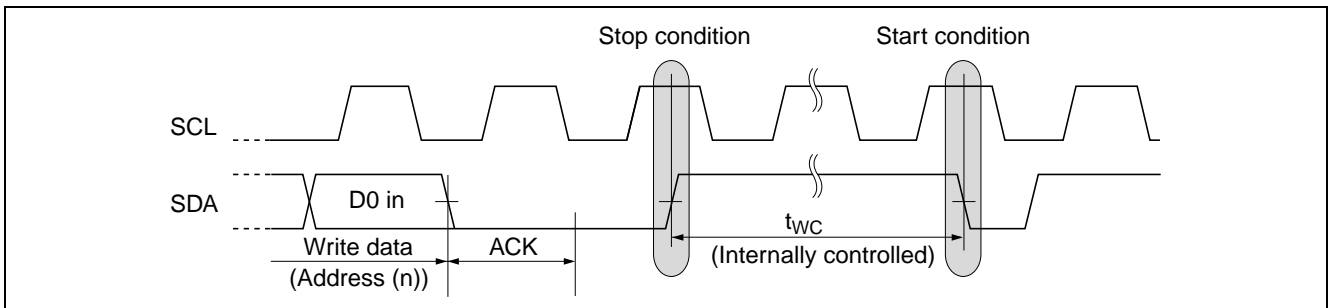 Stop condition
Start condition
SCL
SDA
D0 in
Write data
(Address (n))
ACK
tWC
(Internally controlled)